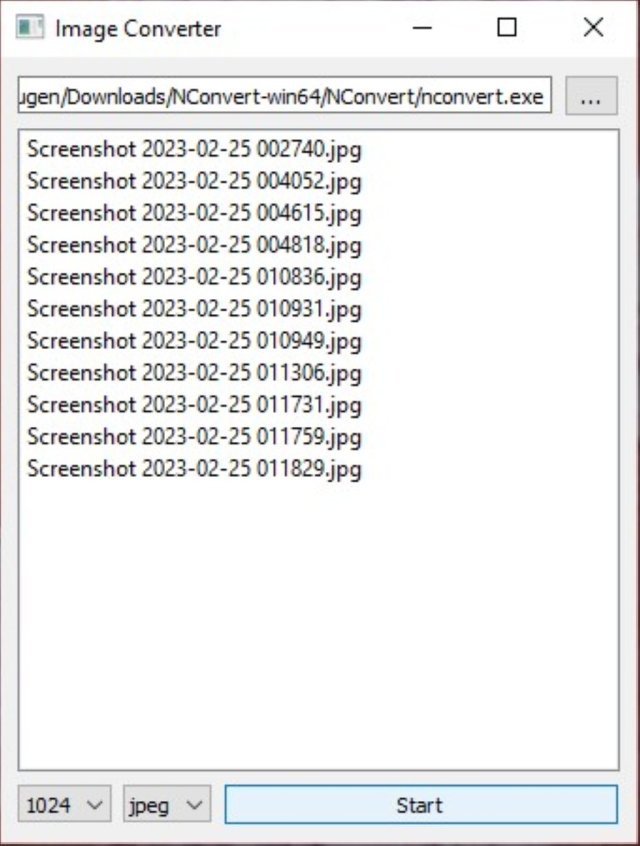 Image Converter
ugen/Downloads/NConvert-win64/NConvert/nconvert.exe
...
Screenshot 2023-02-25 002740.jpg
Screenshot 2023-02-25 004052.jpg
Screenshot 2023-02-25 004615.jpg
Screenshot 2023-02-25 004818.jpg
Screenshot 2023-02-25 010836.jpg
Screenshot 2023-02-25 010931.jpg
Screenshot 2023-02-25 010949.jpg
Screenshot 2023-02-25 011306.jpg
Screenshot 2023-02-25 011731.jpg
Screenshot 2023-02-25 011759.jpg
Screenshot 2023-02-25 011829.jpg
1024 jpeg Start